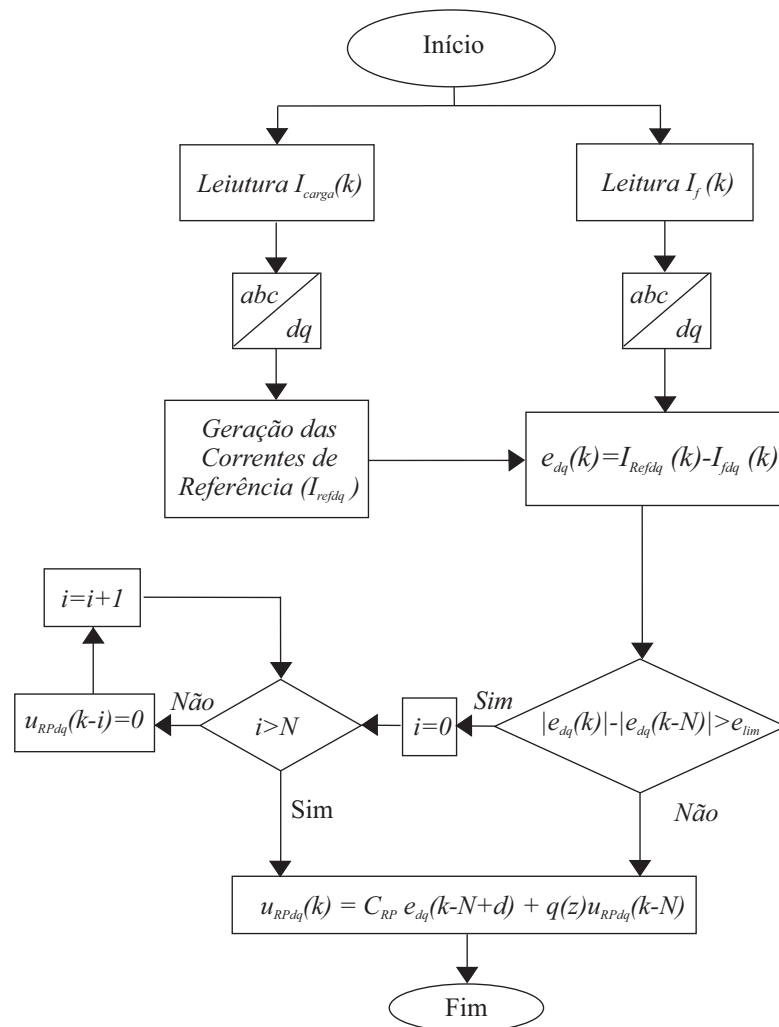 Início
Leiutura I_carga(k)
Leitura I_f (k)
abc
dq
abc
dq
Geração das
Correntes de
Referência (I_refdq )
e_dq(k)=I_Refdq (k)-I_fdq (k)
i=i+1
u_RPdq(k-i)=0
Não
i>N
i=0
Sim
|e_dq(k)|-|e_dq(k-N)|>e_lim
Sim
Não
u_RPdq(k) = C_RP e_dq(k-N+d) + q(z)u_RPdq(k-N)
Fim